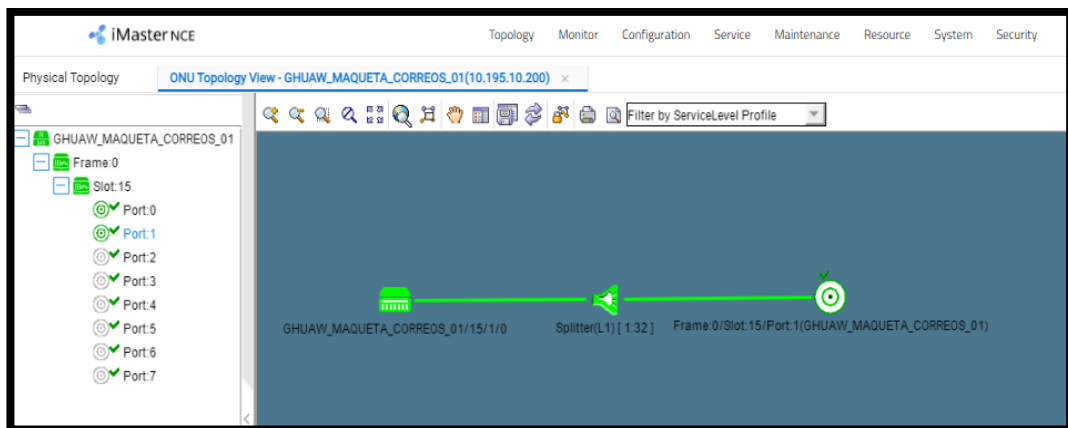 iMaster NCE
Topology Monitor Configuration Service Maintenance Resource System Security
Physical Topology
ONU Topology View - GHUAW_MAQUETA_CORREOS_01(10.195.10.200)
Filter by ServiceLevel Profile
GHUAW_MAQUETA_CORREOS_01
Frame:0
Slot:15
Port:0
Port:1
Port:2
Port:3
Port:4
Port:5
Port:6
Port:7
GHUAW_MAQUETA_CORREOS_01/15/1/0
Splitter(L1) [ 1:32 ]
Frame:0/Slot:15/Port:1(GHUAW_MAQUETA_CORREOS_01)